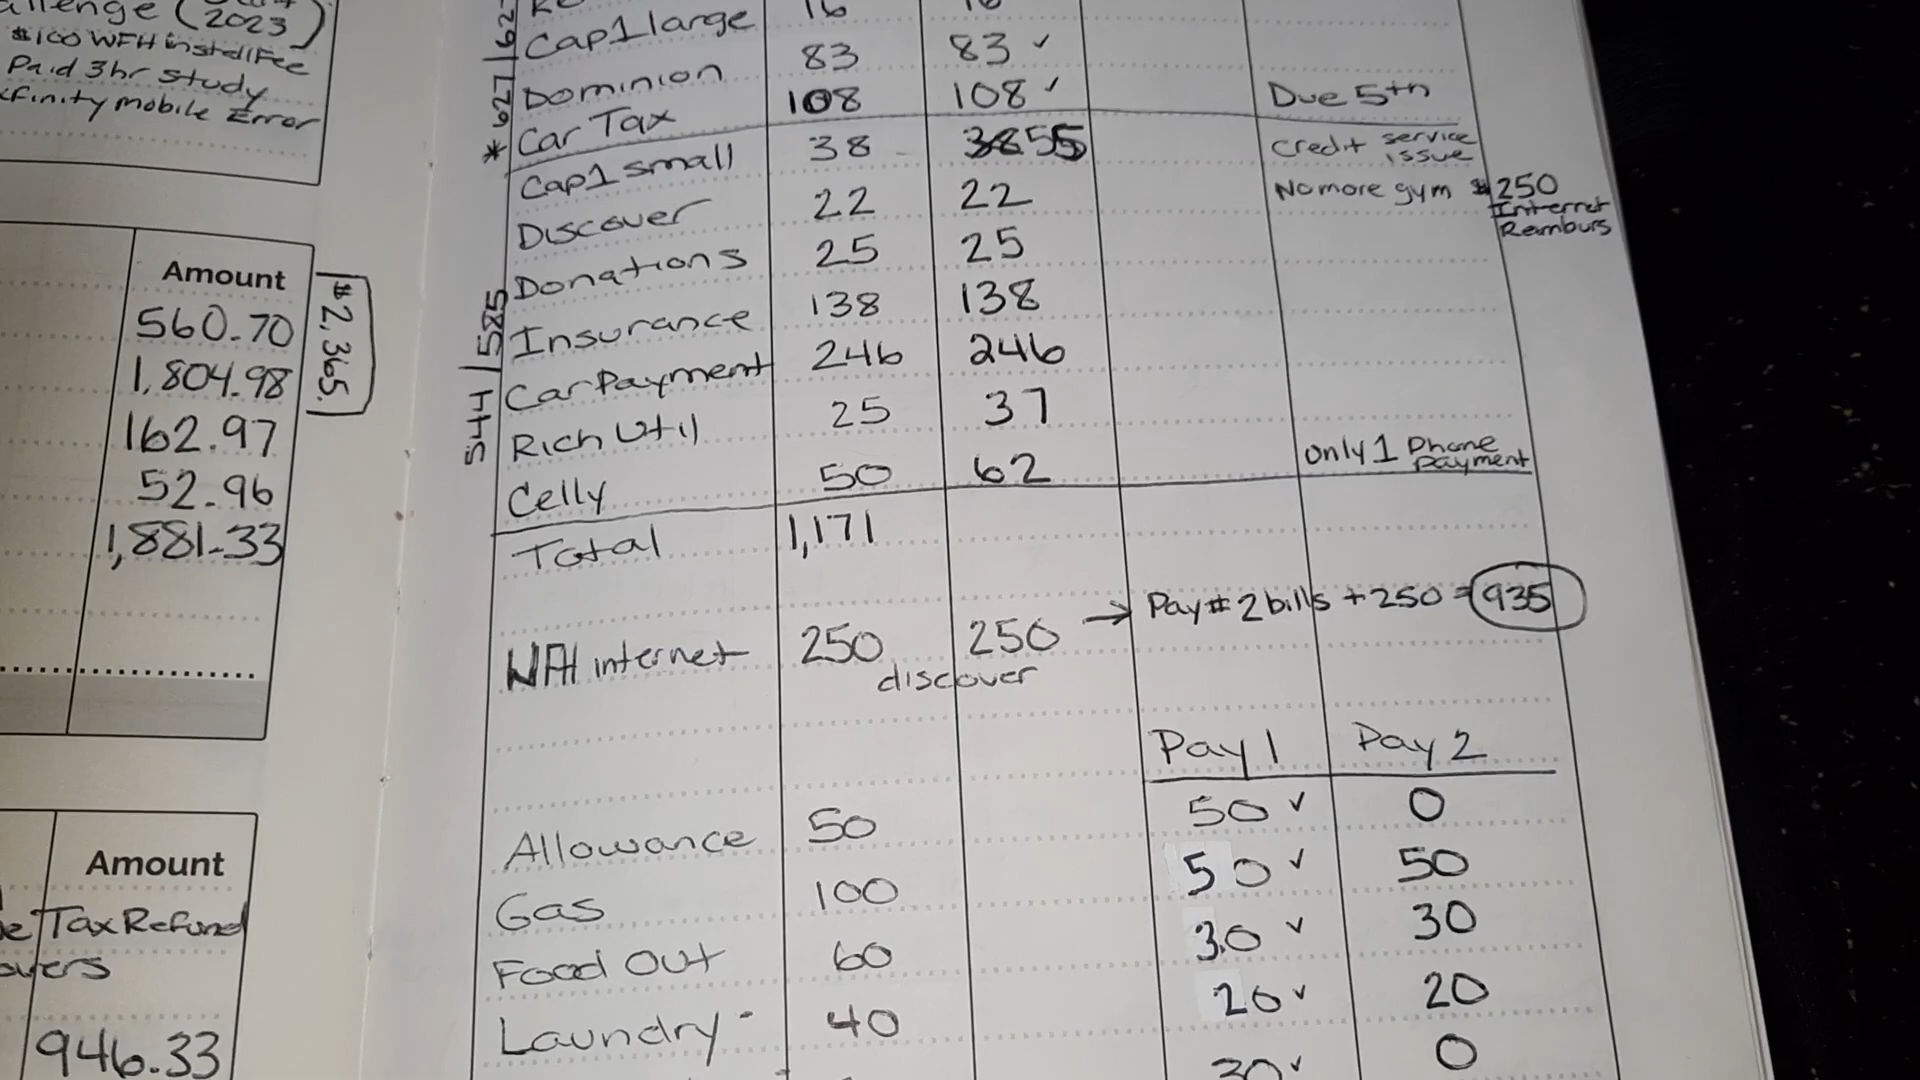 (2023)
$100 WFH install Fee
Paid 3hr study
xfinity mobile Error
Amount
560.70
1,804.98
162.97
52.96
1,881.33
$2,365.
Amount
Tax Refund
946.33
Cap1 large 16 16
Dominion 83 83 ✓
* Car Tax 108 108 ✓ Due 5th
Cap1 small 38 3855 credit service issue
Discover 22 22 No more gym $250 Internet Reimburs
Donations 25 25
Insurance 138 138
Car Payment 246 246
Rich Util 25 37
Celly 50 62 only 1 Phone payment
544 | 585
Total 1,171
→ Pay #2 bills + 250 = 935
WFH internet 250 250
discover
Pay 1 Pay 2
Allowance 50 50 ✓ 0
Gas 100 50 ✓ 50
Food Out 60 30 ✓ 30
Laundry 40 20 ✓ 20
30 ✓ 0